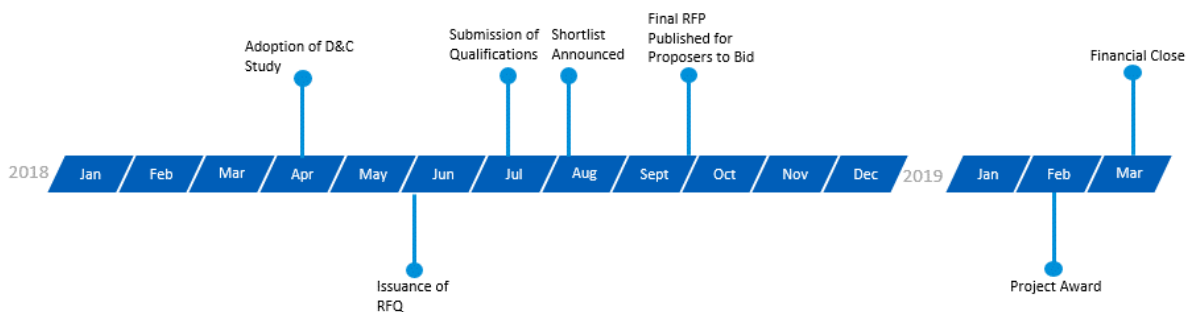 Adoption of D&C
Study
Submission of
Qualifications
Shortlist
Announced
Final RFP
Published for
Proposers to Bid
Financial Close
2018
Jan
Feb
Mar
Apr
May
Jun
Jul
Aug
Sept
Oct
Nov
Dec
2019
Jan
Feb
Mar
Issuance of
RFQ
Project Award